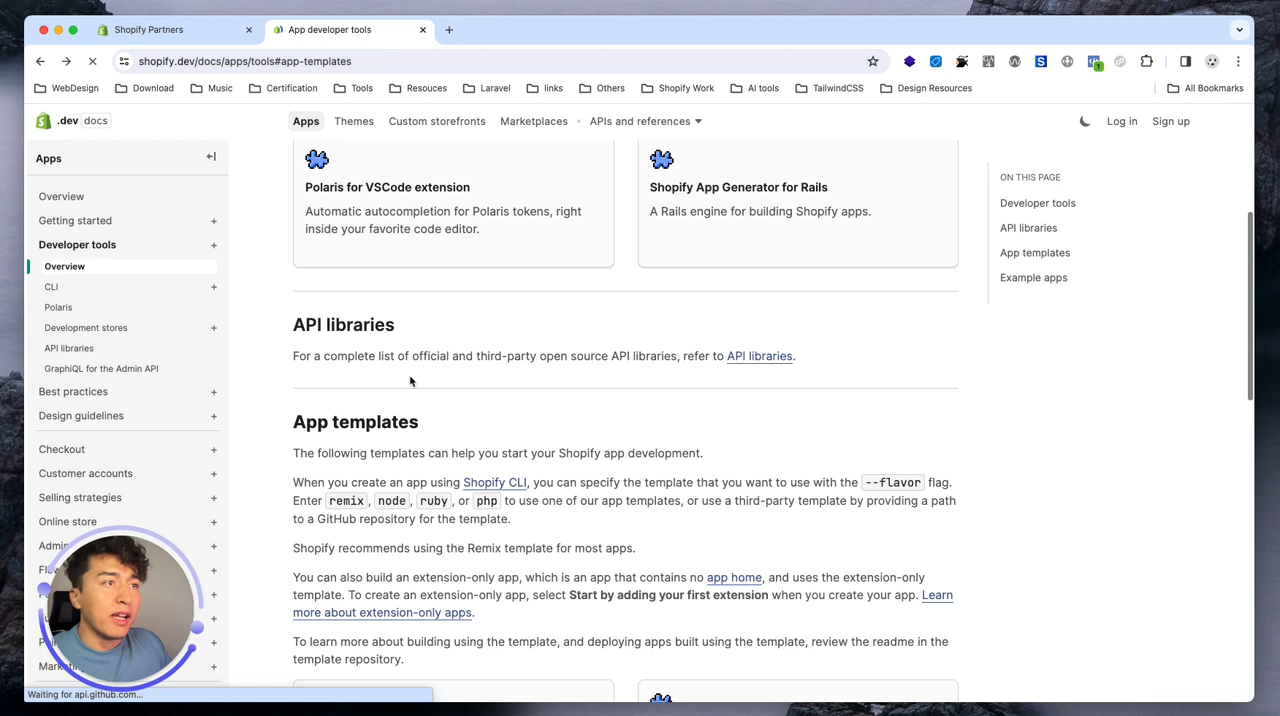 Shopify Partners
App developer tools
shopify.dev/docs/apps/tools#app-templates
WebDesign
Download
Music
Certification
Tools
Resouces
Laravel
links
Others
Shopify Work
AI tools
TailwindCSS
Design Resources
All Bookmarks
.dev docs
Apps
Themes
Custom storefronts
Marketplaces
APIs and references
Log in
Sign up
Apps
Overview
Getting started
Developer tools
Overview
CLI
Polaris
Development stores
API libraries
GraphiQL for the Admin API
Best practices
Design guidelines
Checkout
Customer accounts
Selling strategies
Online store
Waiting for api.github.com...
Polaris for VSCode extension
Automatic autocompletion for Polaris tokens, right
inside your favorite code editor.
Shopify App Generator for Rails
A Rails engine for building Shopify apps.
API libraries
For a complete list of official and third-party open source API libraries, refer to API libraries.
App templates
The following templates can help you start your Shopify app development.
When you create an app using Shopify CLI, you can specify the template that you want to use with the --flavor flag.
Enter remix, node, ruby, or php to use one of our app templates, or use a third-party template by providing a path
to a GitHub repository for the template.
Shopify recommends using the Remix template for most apps.
You can also build an extension-only app, which is an app that contains no app home, and uses the extension-only
template. To create an extension-only app, select Start by adding your first extension when you create your app. Learn
more about extension-only apps.
To learn more about building using the template, and deploying apps built using the template, review the readme in the
template repository.
ON THIS PAGE
Developer tools
API libraries
App templates
Example apps